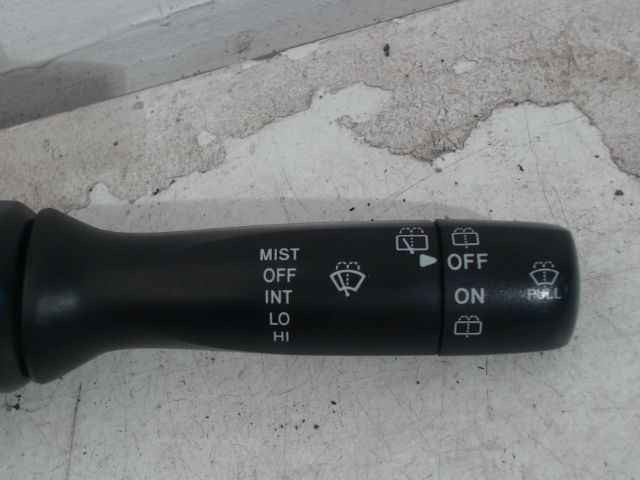 MIST
OFF
INT
LO
HI
OFF
ON
PULL